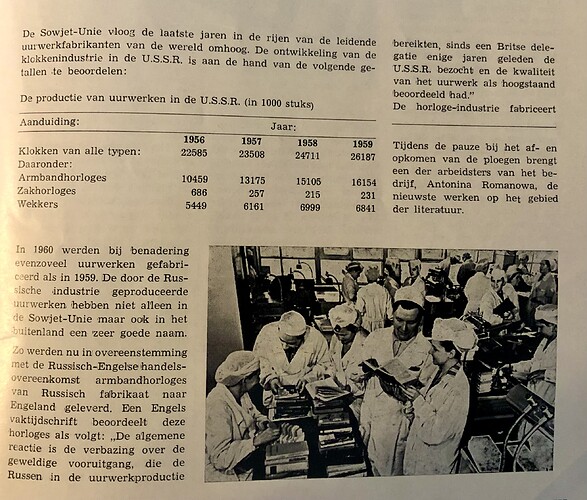 De Sowjet-Unie vloog de laatste jaren in de rijen van de leidende
uurwerkfabrikanten van de wereld omhoog. De ontwikkeling van de
klokkenindustrie in de U.S.S.R. is aan de hand van de volgende ge-
tallen te beoordelen:
De productie van uurwerken in de U.S.S.R. (in 1000 stuks)
Aanduiding: Jaar:
1956 1957 1958 1959
Klokken van alle typen: 22585 23508 24711 26187
Daaronder:
Armbandhorloges 10459 13175 15105 16154
Zakhorloges 686 257 215 231
Wekkers 5449 6161 6999 6841
In 1960 werden bij benadering
evenzoveel uurwerken gefabri-
ceerd als in 1959. De door de Rus-
sische industrie geproduceerde
uurwerken hebben niet alleen in
de Sowjet-Unie maar ook in het
buitenland een zeer goede naam.
Zo werden nu in overeenstemming
met de Russisch-Engelse handels-
overeenkomst armbandhorloges
van Russisch fabrikaat naar
Engeland geleverd. Een Engels
vaktijdschrift beoordeelt deze
horloges als volgt: „De algemene
reactie is de verbazing over de
geweldige vooruitgang, die de
Russen in de uurwerkproductie
bereikten, sinds een Britse dele-
gatie enige jaren geleden de
U.S.S.R. bezocht en de kwaliteit
van het uurwerk als hoogstaand
beoordeeld had.”
De horloge-industrie fabriceert
Tijdens de pauze bij het af- en
opkomen van de ploegen brengt
een der arbeidsters van het be-
drijf, Antonina Romanowa, de
nieuwste werken op het gebied
der literatuur.